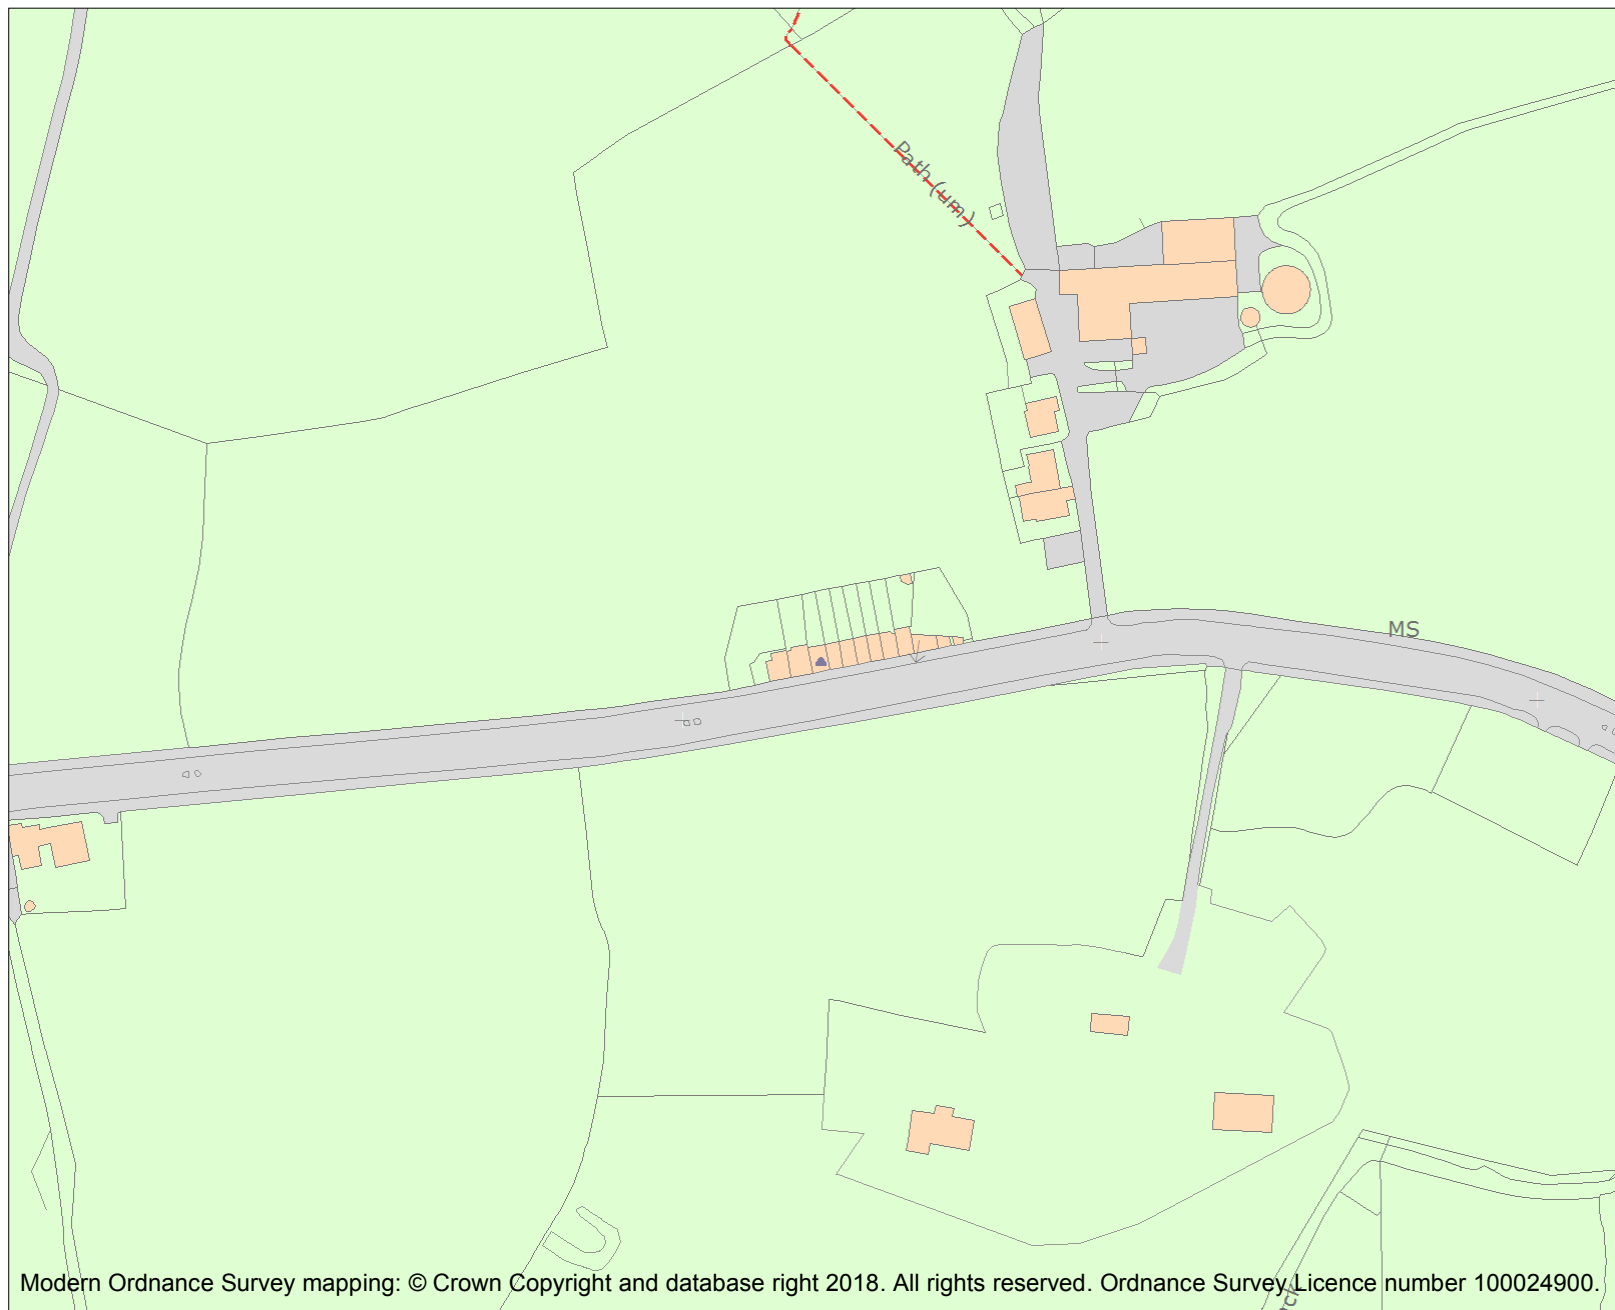 Path (um)
MS
Modern Ordnance Survey mapping: © Crown Copyright and database right 2018. All rights reserved. Ordnance Survey Licence number 100024900.